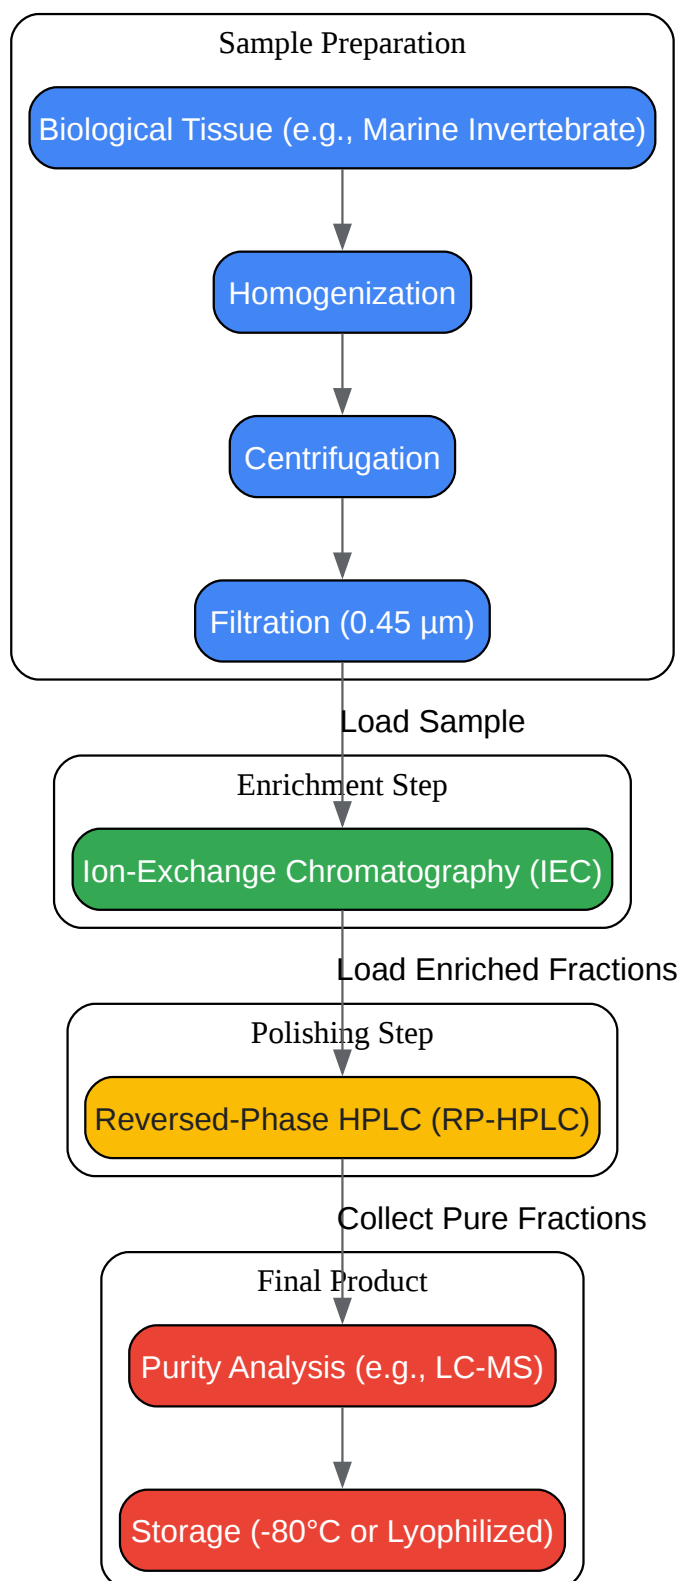 Sample Preparation
Biological Tissue (e.g., Marine Invertebrate)
Homogenization
Centrifugation
Filtration (0.45 µm)
Load Sample
Enrichment Step
Ion-Exchange Chromatography (IEC)
Load Enriched Fractions
Polishing Step
Reversed-Phase HPLC (RP-HPLC)
Collect Pure Fractions
Final Product
Purity Analysis (e.g., LC-MS)
Storage (-80°C or Lyophilized)